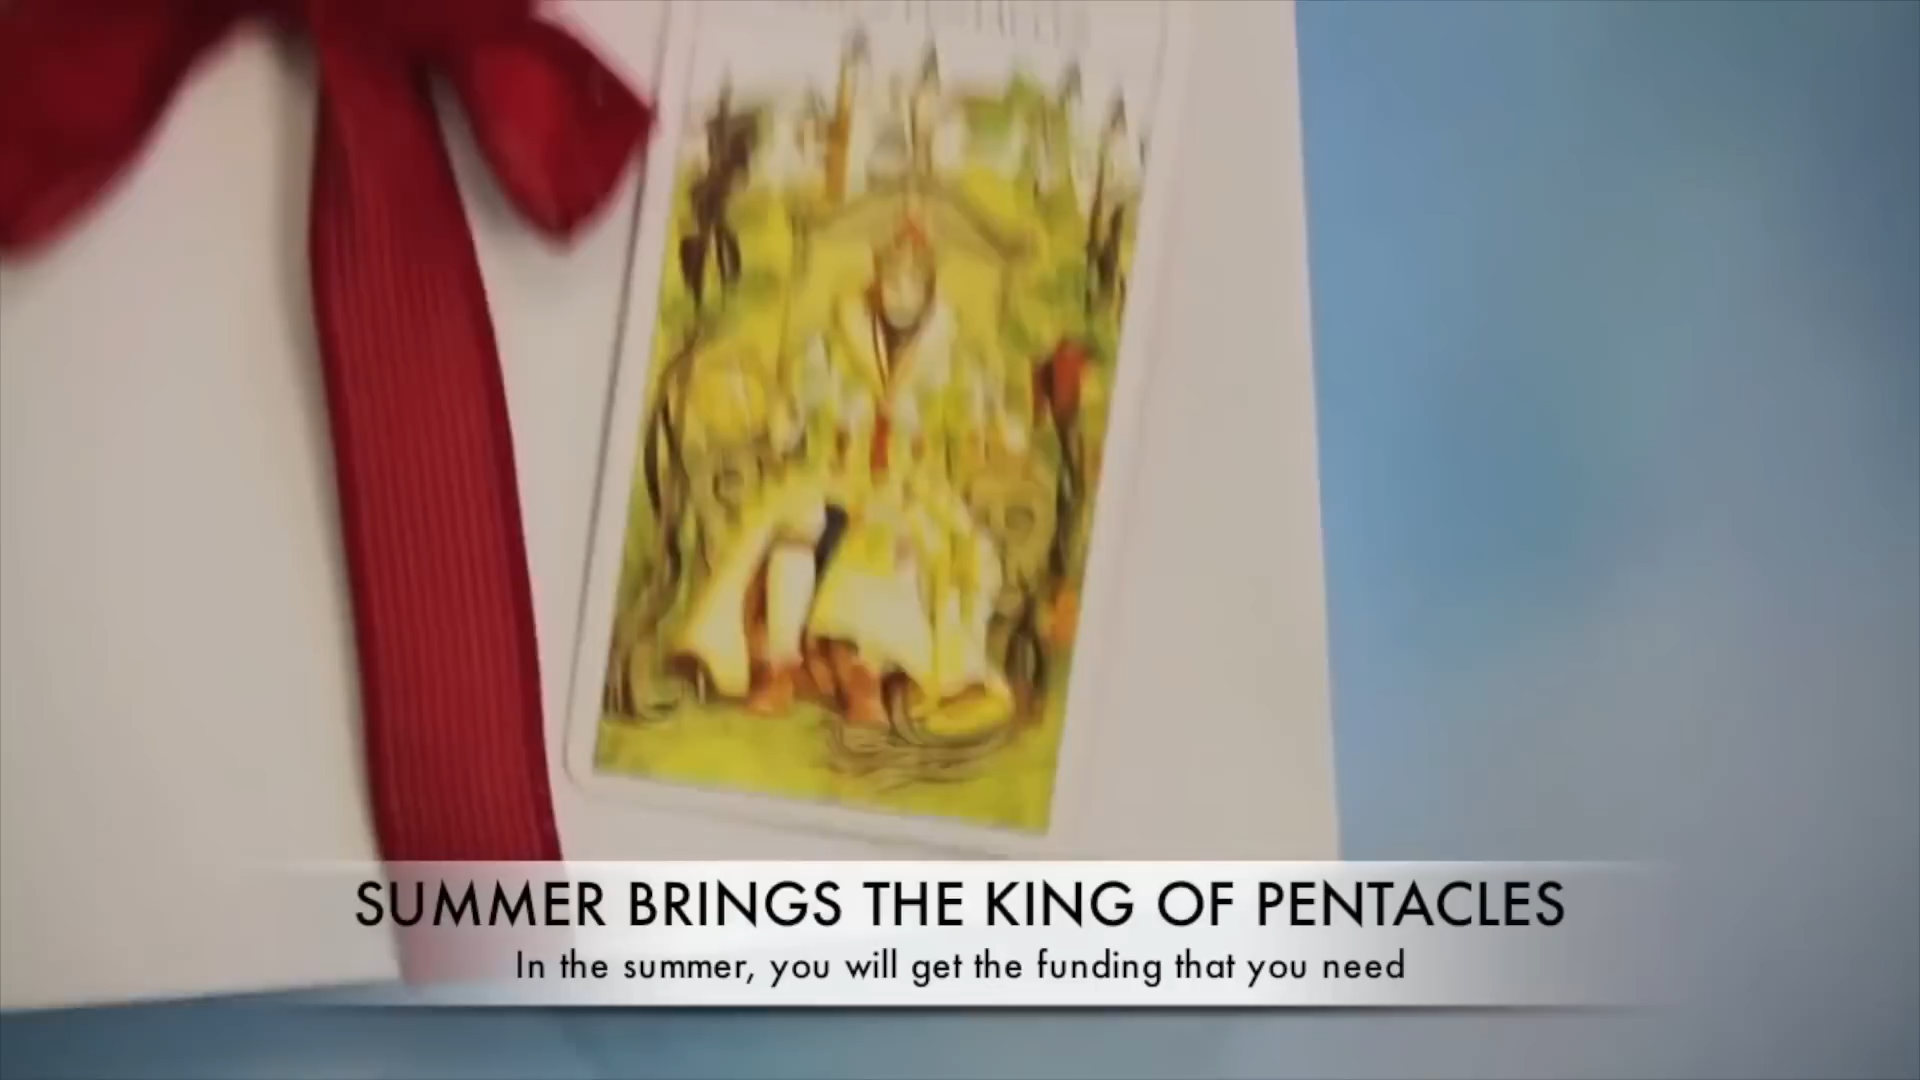 SUMMER BRINGS THE KING OF PENTACLES
In the summer, you will get the funding that you need